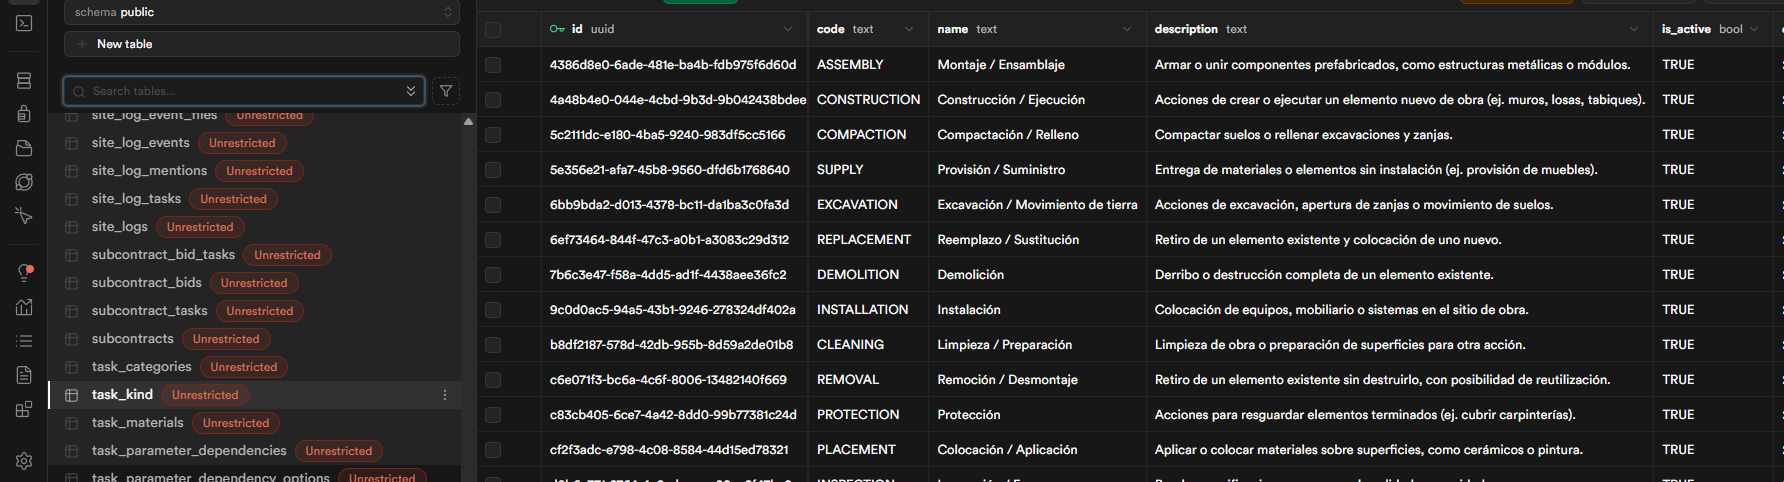 schema public
New table
Search tables...
site_log_event_files Unrestricted
site_log_events Unrestricted
site_log_mentions Unrestricted
site_log_tasks Unrestricted
site_logs Unrestricted
subcontract_bid_tasks Unrestricted
subcontract_bids Unrestricted
subcontract_tasks Unrestricted
subcontracts Unrestricted
task_categories Unrestricted
task_kind Unrestricted
task_materials Unrestricted
task_parameter_dependencies Unrestricted
task_parameter_dependency_options Unrestricted
id uuid code text name text description text is_active bool
4386d8e0-6ade-481e-ba4b-fdb975f6d60d ASSEMBLY Montaje / Ensamblaje Armar o unir componentes prefabricados, como estructuras metálicas o módulos. TRUE
4a48b4e0-044e-4cbd-9b3d-9b042438bdee CONSTRUCTION Construcción / Ejecución Acciones de crear o ejecutar un elemento nuevo de obra (ej. muros, losas, tabiques). TRUE
5c2111dc-e180-4ba5-9240-983df5cc5166 COMPACTION Compactación / Relleno Compactar suelos o rellenar excavaciones y zanjas. TRUE
5e356e21-afa7-45b8-9560-dfd6b1768640 SUPPLY Provisión / Suministro Entrega de materiales o elementos sin instalación (ej. provisión de muebles). TRUE
6bb9bda2-d013-4378-bc11-da1ba3c0fa3d EXCAVATION Excavación / Movimiento de tierra Acciones de excavación, apertura de zanjas o movimiento de suelos. TRUE
6ef73464-844f-47c3-a0b1-a3083c29d312 REPLACEMENT Reemplazo / Sustitución Retiro de un elemento existente y colocación de uno nuevo. TRUE
7b6c3e47-f58a-4dd5-ad1f-4438aee36fc2 DEMOLITION Demolición Derribo o destrucción completa de un elemento existente. TRUE
9c0d0ac5-94a5-43b1-9246-278324df402a INSTALLATION Instalación Colocación de equipos, mobiliario o sistemas en el sitio de obra. TRUE
b8df2187-578d-42db-955b-8d59a2de01b8 CLEANING Limpieza / Preparación Limpieza de obra o preparación de superficies para otra acción. TRUE
c6e071f3-bc6a-4c6f-8006-13482140f669 REMOVAL Remoción / Desmontaje Retiro de un elemento existente sin destruirlo, con posibilidad de reutilización. TRUE
c83cb405-6ce7-4a42-8dd0-99b77381c24d PROTECTION Protección Acciones para resguardar elementos terminados (ej. cubrir carpinterías). TRUE
cf2f3adc-e798-4c08-8584-44d15ed78321 PLACEMENT Colocación / Aplicación Aplicar o colocar materiales sobre superficies, como cerámicos o pintura. TRUE